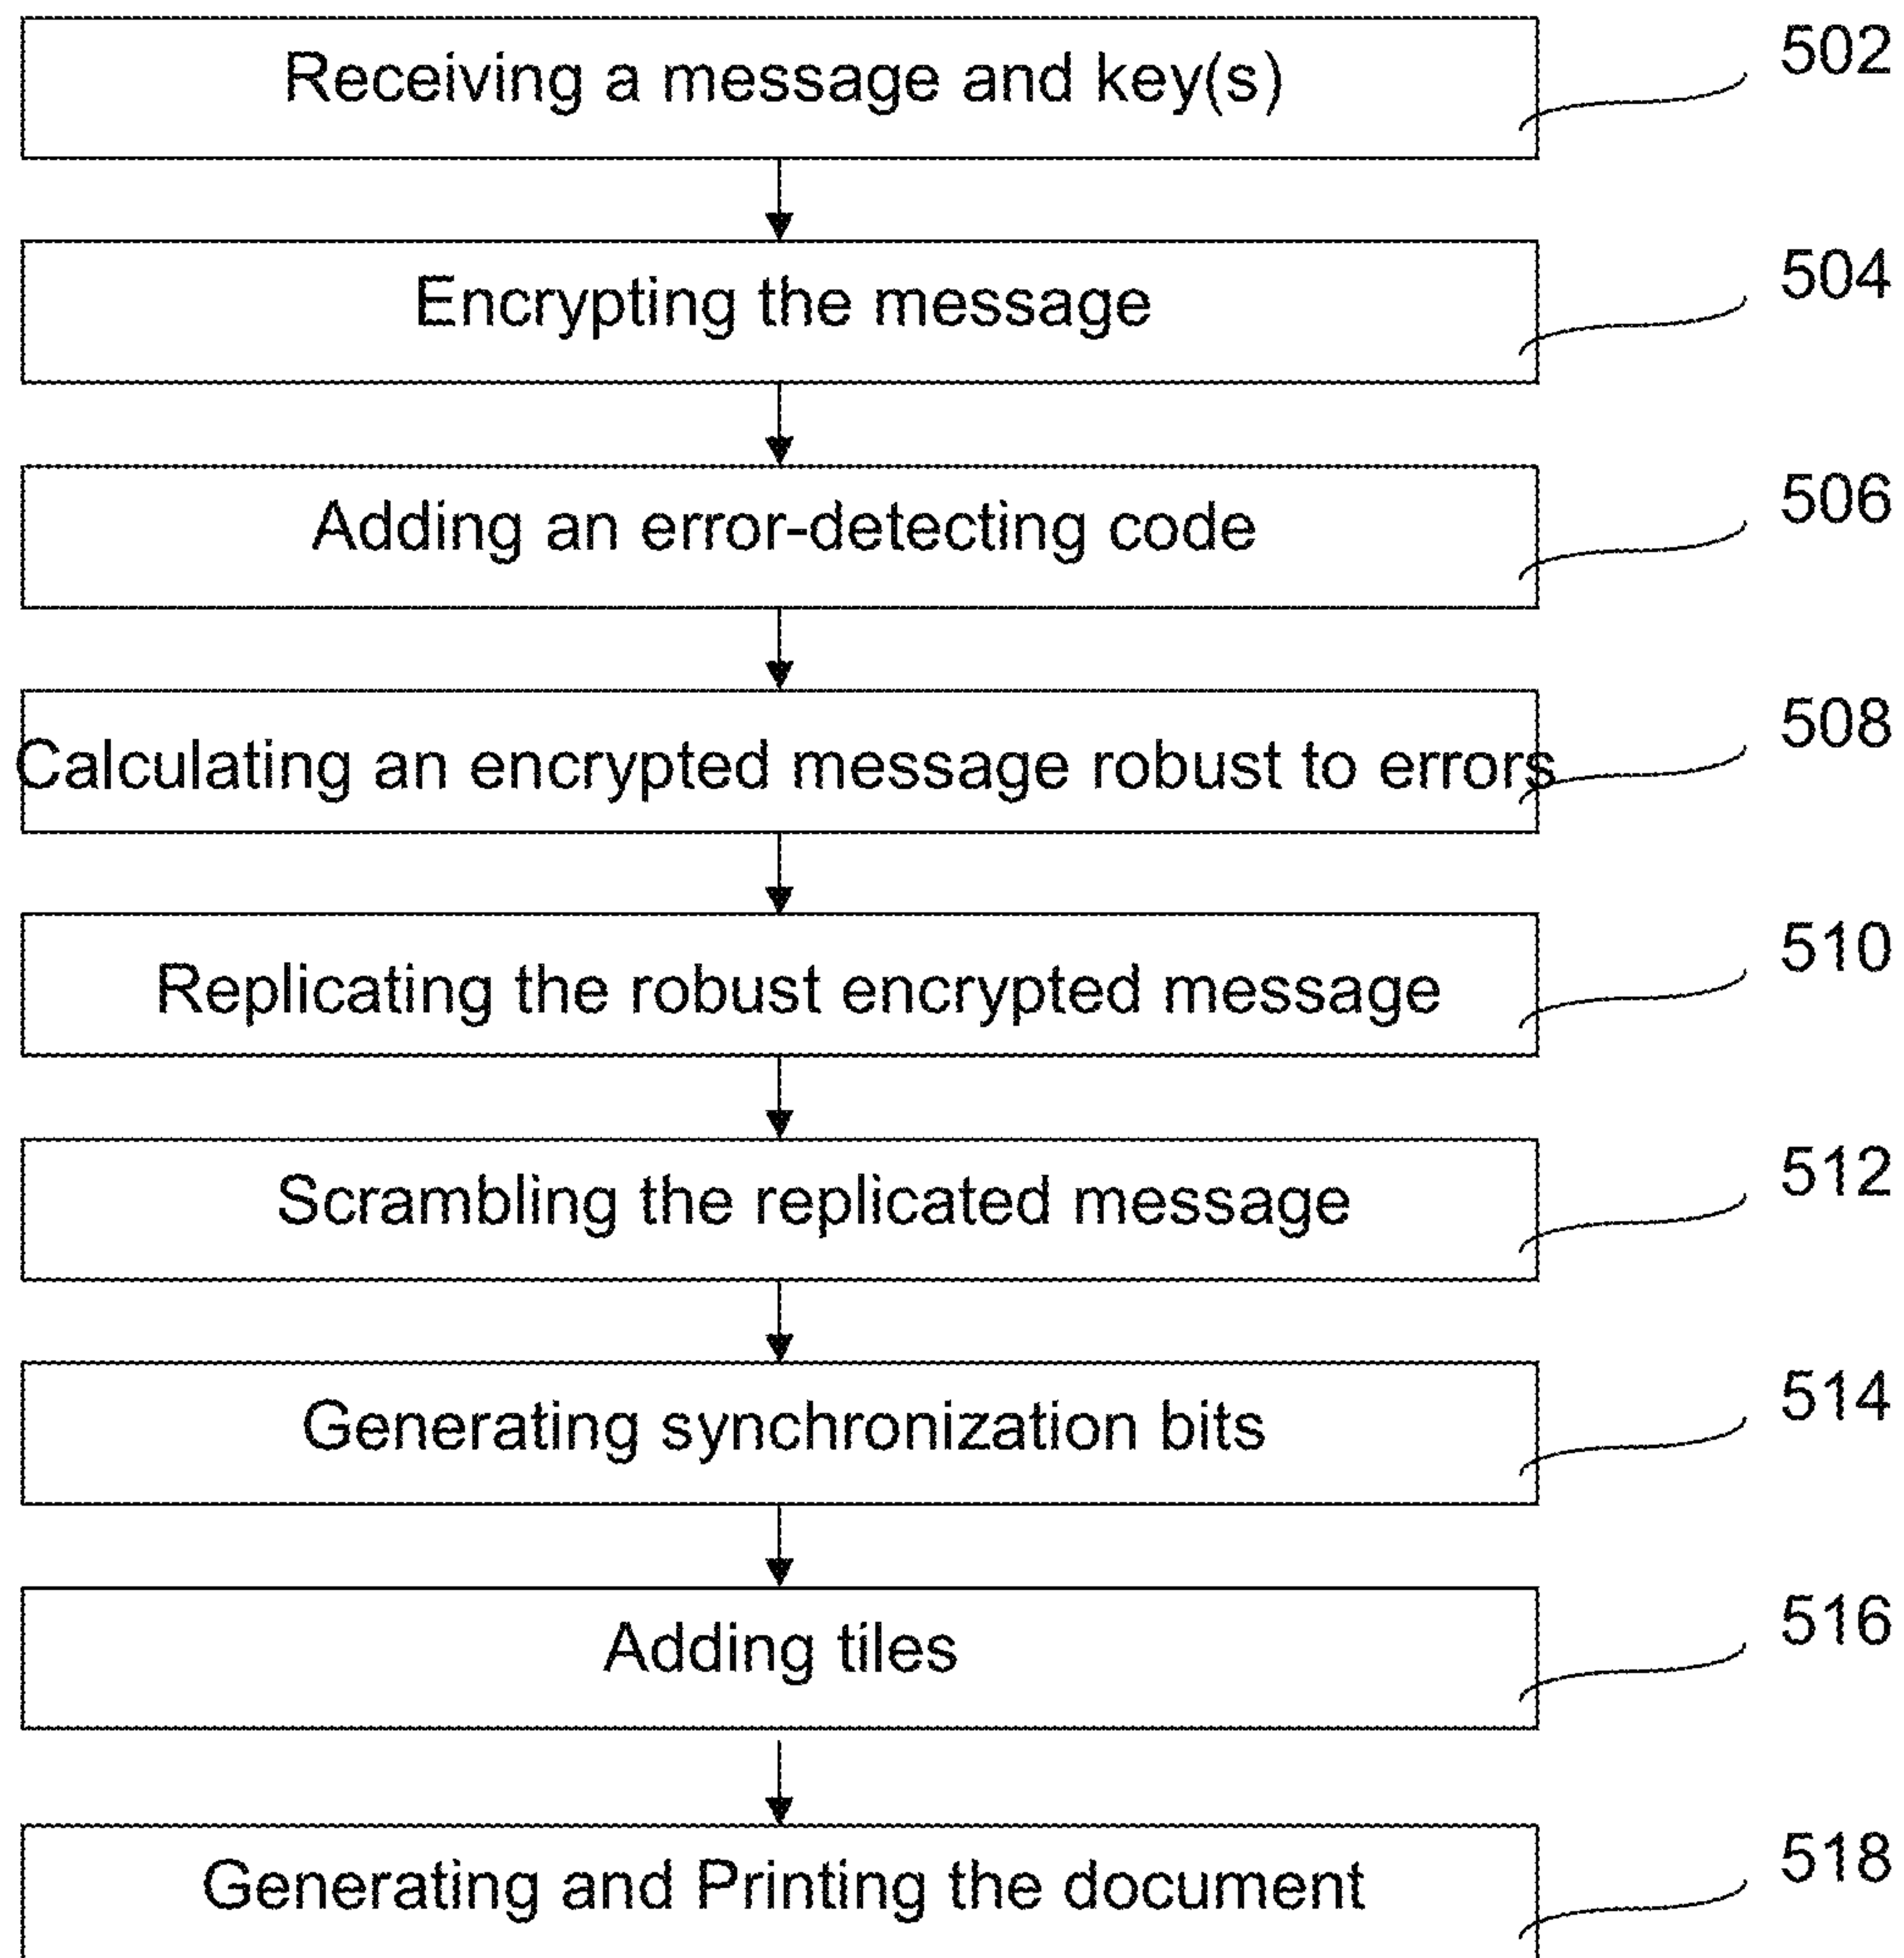 Receiving a message and key(s)
502
Encrypting the message
504
Adding an error-detecting code
506
Calculating an encrypted message robust to errors
508
Replicating the robust encrypted message
510
Scrambling the replicated message
512
Generating synchronization bits
514
Adding tiles
516
Generating and Printing the document
518